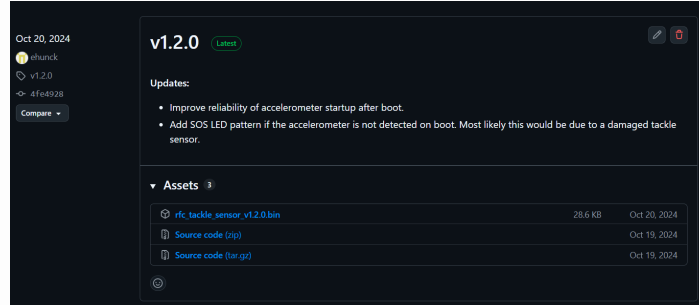 Oct 20, 2024
ehunck
v1.2.0
4fe4928
Compare
v1.2.0 Latest
Updates:
Improve reliability of accelerometer startup after boot.
Add SOS LED pattern if the accelerometer is not detected on boot. Most likely this would be due to a damaged tackle
sensor.
Assets 3
rfc_tackle_sensor_v1.2.0.bin 28.6 KB Oct 20, 2024
Source code (zip) Oct 19, 2024
Source code (tar.gz) Oct 19, 2024